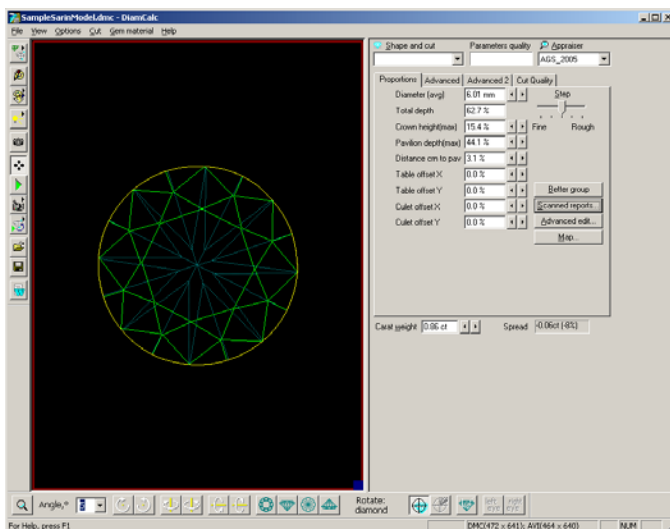 SampleSarinModel.dmc - DiamCalc
File View Options Cut Gem material Help
Shape and cut Parameters quality Appraiser
AGS_2005
Proportions Advanced Advanced 2 Cut Quality
Diameter (avg) 6.01 mm Step
Total depth 62.7 %
Crown height(max) 15.4 % Fine Rough
Pavilion depth(max) 44.1 %
Distance crn to pav 3.1 %
Table offset X 0.0 %
Table offset Y 0.0 % Better group
Culet offset X 0.0 % Scanned reports...
Culet offset Y 0.0 % Advanced edit...
Map...
Carat weight 0.86 ct Spread -0.06ct (-8%)
Angle,° Rotate: diamond left eye right eye
For Help, press F1 DMC(472 x 641); AVI(464 x 640) NUM